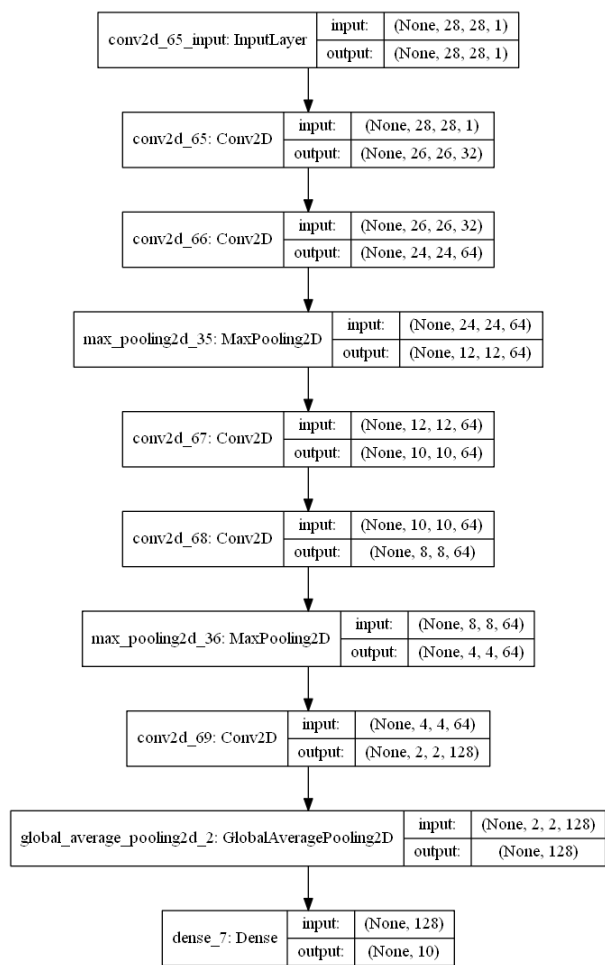 conv2d_65_input: InputLayer
input: (None, 28, 28, 1)
output: (None, 28, 28, 1)
conv2d_65: Conv2D
input: (None, 28, 28, 1)
output: (None, 26, 26, 32)
conv2d_66: Conv2D
input: (None, 26, 26, 32)
output: (None, 24, 24, 64)
max_pooling2d_35: MaxPooling2D
input: (None, 24, 24, 64)
output: (None, 12, 12, 64)
conv2d_67: Conv2D
input: (None, 12, 12, 64)
output: (None, 10, 10, 64)
conv2d_68: Conv2D
input: (None, 10, 10, 64)
output: (None, 8, 8, 64)
max_pooling2d_36: MaxPooling2D
input: (None, 8, 8, 64)
output: (None, 4, 4, 64)
conv2d_69: Conv2D
input: (None, 4, 4, 64)
output: (None, 2, 2, 128)
global_average_pooling2d_2: GlobalAveragePooling2D
input: (None, 2, 2, 128)
output: (None, 128)
dense_7: Dense
input: (None, 128)
output: (None, 10)